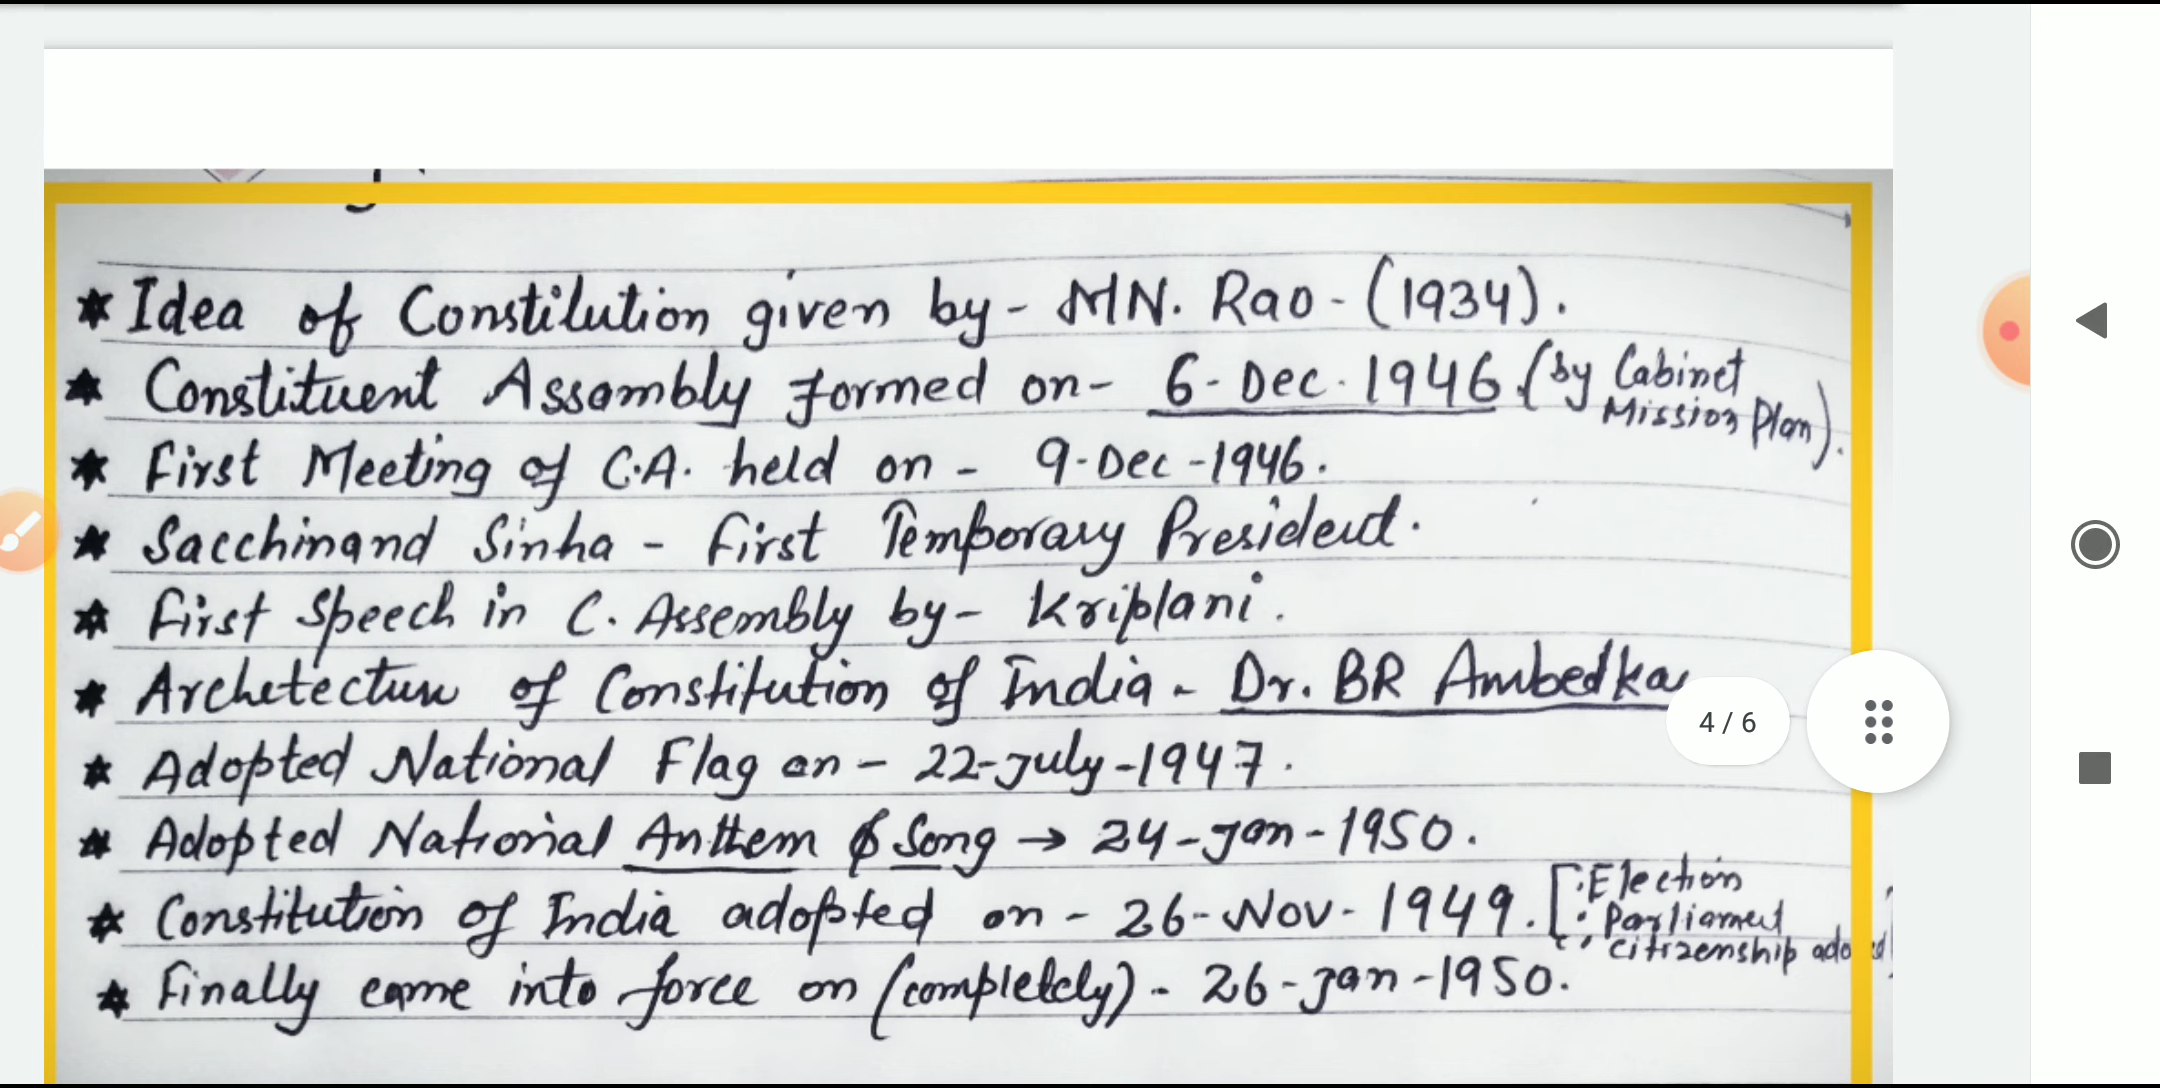 * Idea of Constilution given by - MN. Rao - (1934).
* Constituent Assambly formed on - 6 - Dec - 1946 (by Cabinet Mission Plan).
* First Meeting of C.A. held on - 9 - Dec - 1946.
* Sacchinand Sinha - First Temporary President.
* First Speech in C. Assembly by - Kriplani.
* Archetecture of Constitution of India - Dr. BR Ambedka
4 / 6
* Adopted National Flag on - 22 - July - 1947.
* Adopted National Anthem & Song → 24 - Jan - 1950.
* Constitution of India adopted on - 26 - Nov - 1949. [• Election
• Parliament
• citizenship
* Finally came into force on (completely) - 26 - Jan - 1950.